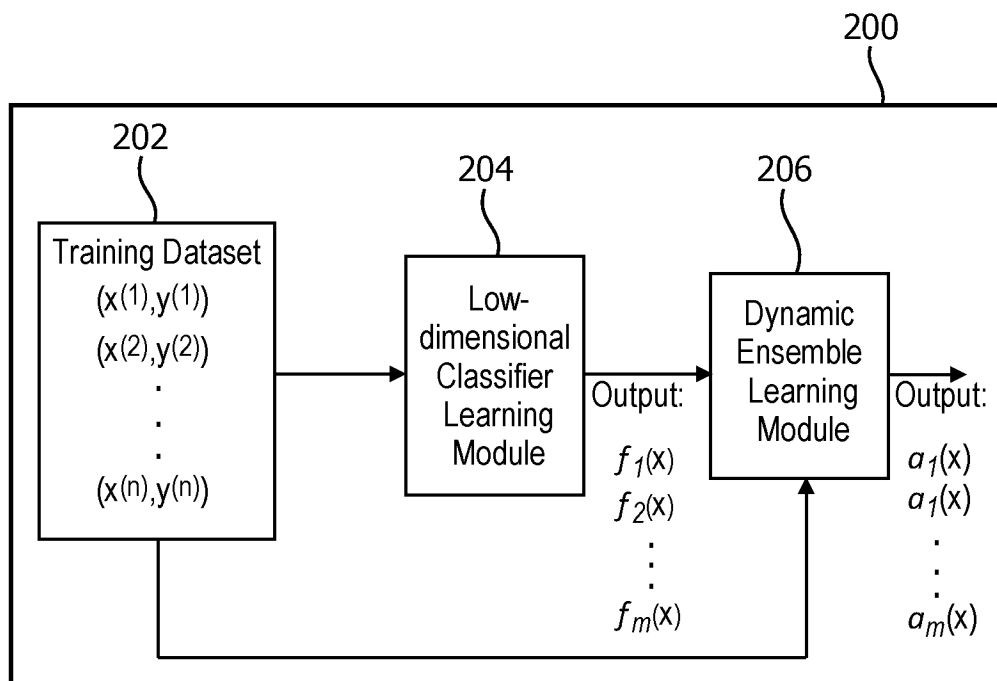 200
202
204
206
Training Dataset
(x(1),y(1))
(x(2),y(2))
.
.
.
(x(n),y(n))
Low-
dimensional
Classifier
Learning
Module
Output:
f1(x)
f2(x)
.
.
.
fm(x)
Dynamic
Ensemble
Learning
Module
Output:
a1(x)
a1(x)
.
.
.
am(x)